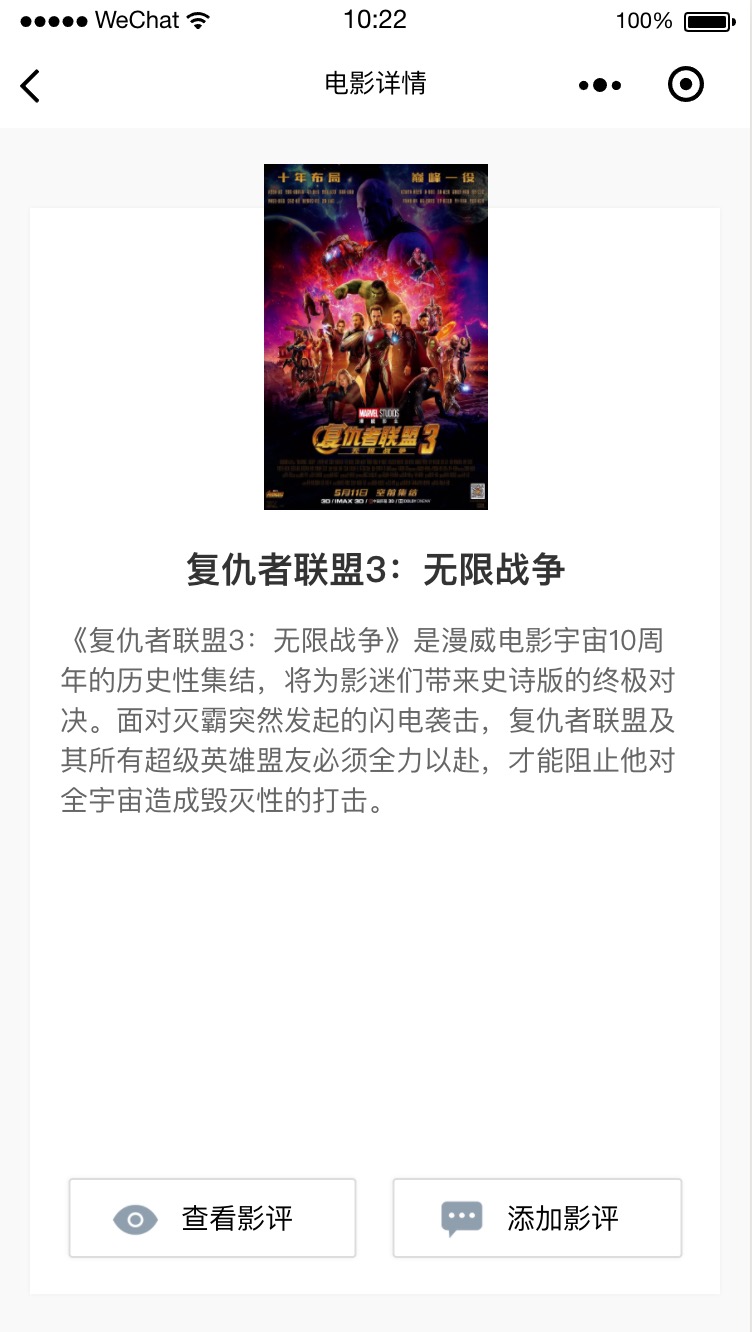 WeChat 10:22 100%
电影详情
十年布局 巅峰一役
MARVEL STUDIOS
复仇者联盟3
无限战争
5月11日 空前集结
复仇者联盟3：无限战争
《复仇者联盟3：无限战争》是漫威电影宇宙10周
年的历史性集结，将为影迷们带来史诗版的终极对
决。面对灭霸突然发起的闪电袭击，复仇者联盟及
其所有超级英雄盟友必须全力以赴，才能阻止他对
全宇宙造成毁灭性的打击。
查看影评 添加影评